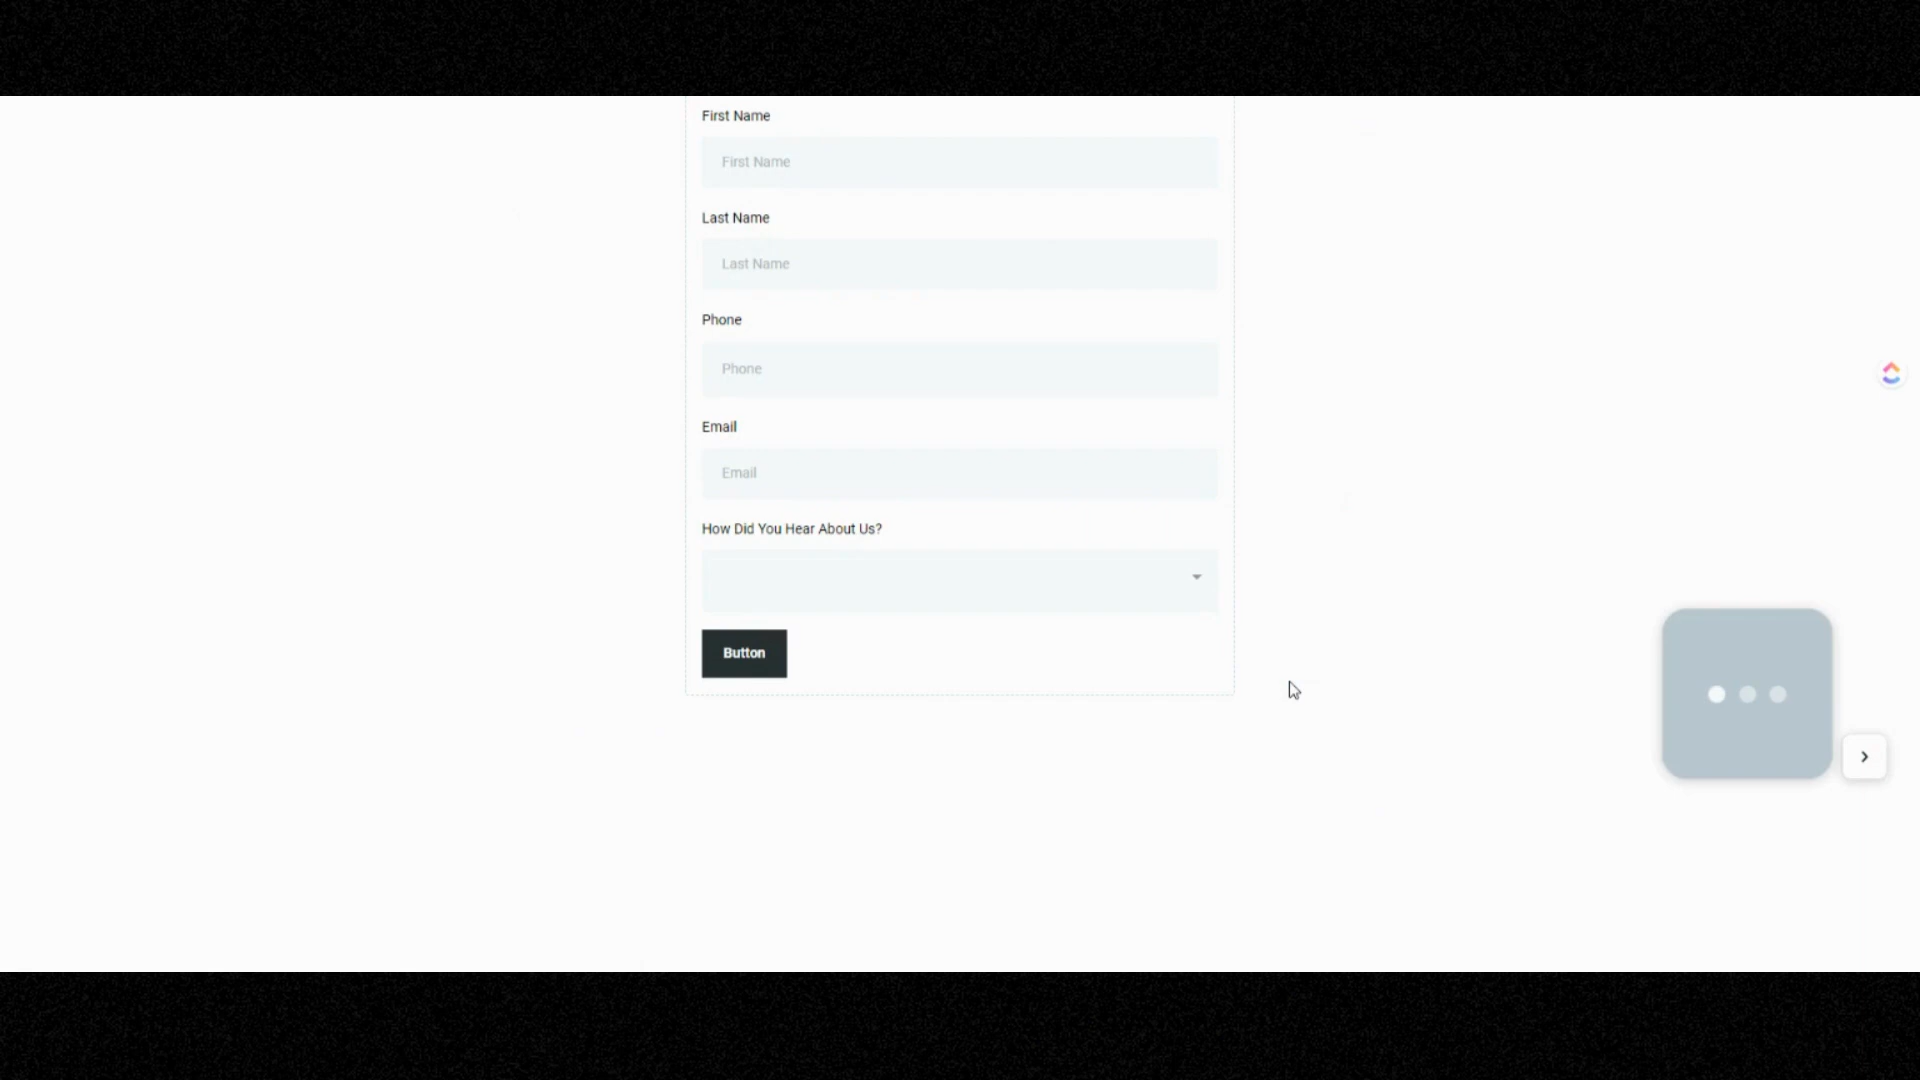 First Name
First Name
Last Name
Last Name
Phone
Phone
Email
Email
How Did You Hear About Us?
Button